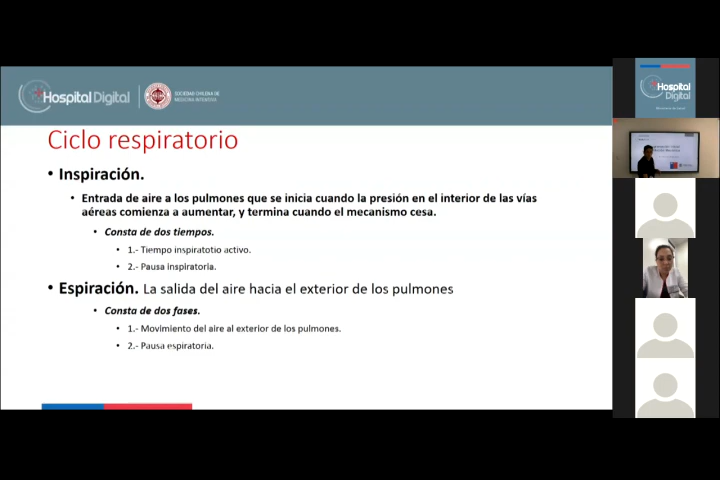 Hospital Digital
SOCIEDAD CHILENA DE
MEDICINA INTENSIVA
Ciclo respiratorio
• Inspiración.
• Entrada de aire a los pulmones que se inicia cuando la presión en el interior de las vías
aéreas comienza a aumentar, y termina cuando el mecanismo cesa.
• Consta de dos tiempos.
• 1.- Tiempo inspiratotio activo.
• 2.- Pausa inspiratoria.
• Espiración. La salida del aire hacia el exterior de los pulmones
• Consta de dos fases.
• 1.- Movimiento del aire al exterior de los pulmones.
• 2.- Pausa espiratoria.
Hospital
Digital